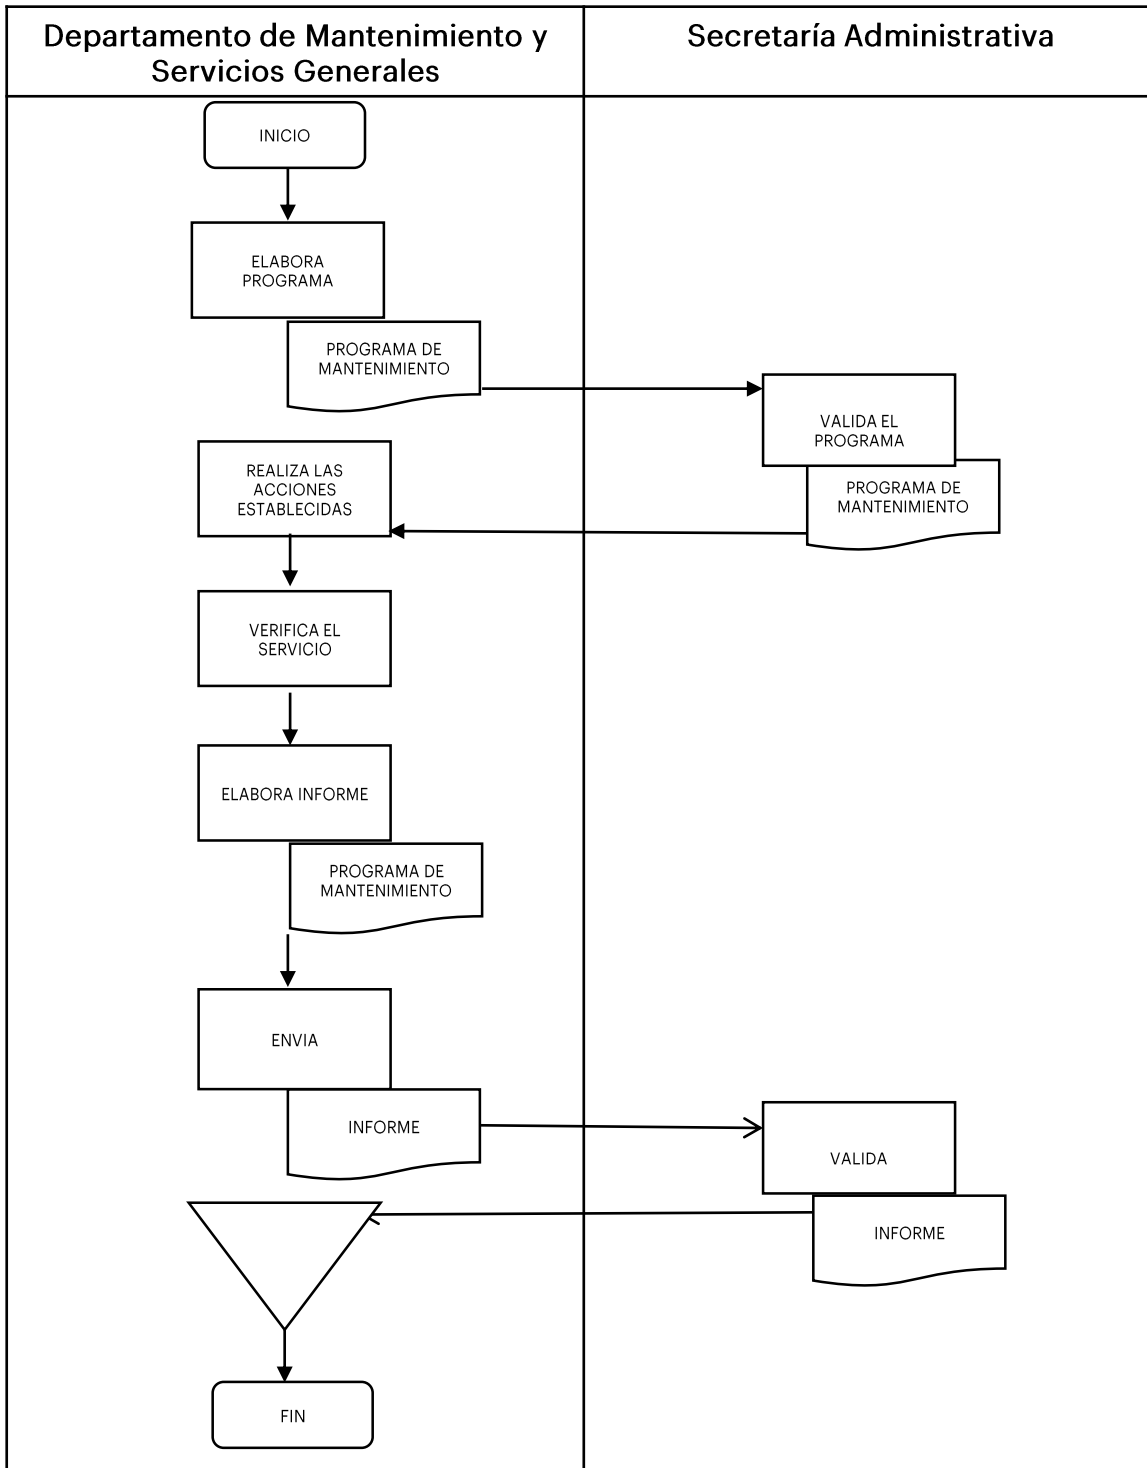 Departamento de Mantenimiento y
Servicios Generales
Secretaría Administrativa
INICIO
ELABORA
PROGRAMA
PROGRAMA DE
MANTENIMIENTO
VALIDA EL
PROGRAMA
PROGRAMA DE
MANTENIMIENTO
REALIZA LAS
ACCIONES
ESTABLECIDAS
VERIFICA EL
SERVICIO
ELABORA INFORME
PROGRAMA DE
MANTENIMIENTO
ENVIA
INFORME
VALIDA
INFORME
FIN